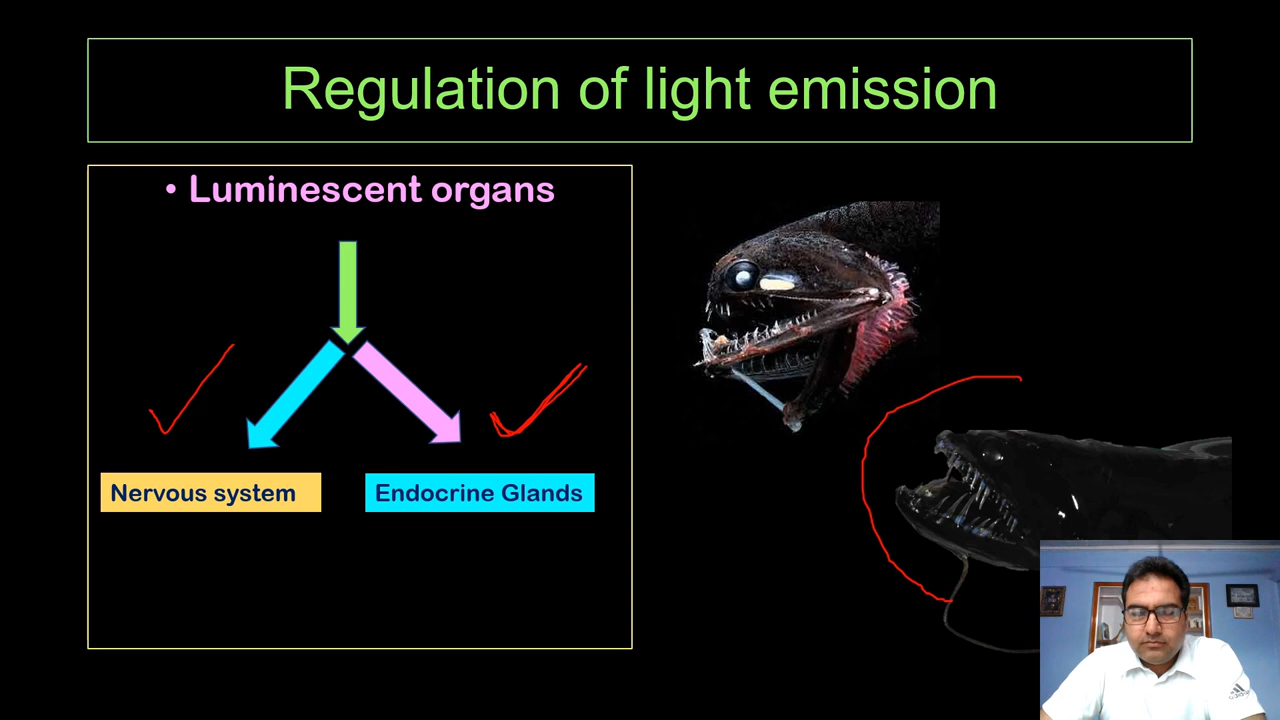 Regulation of light emission
• Luminescent organs
Nervous system
Endocrine Glands